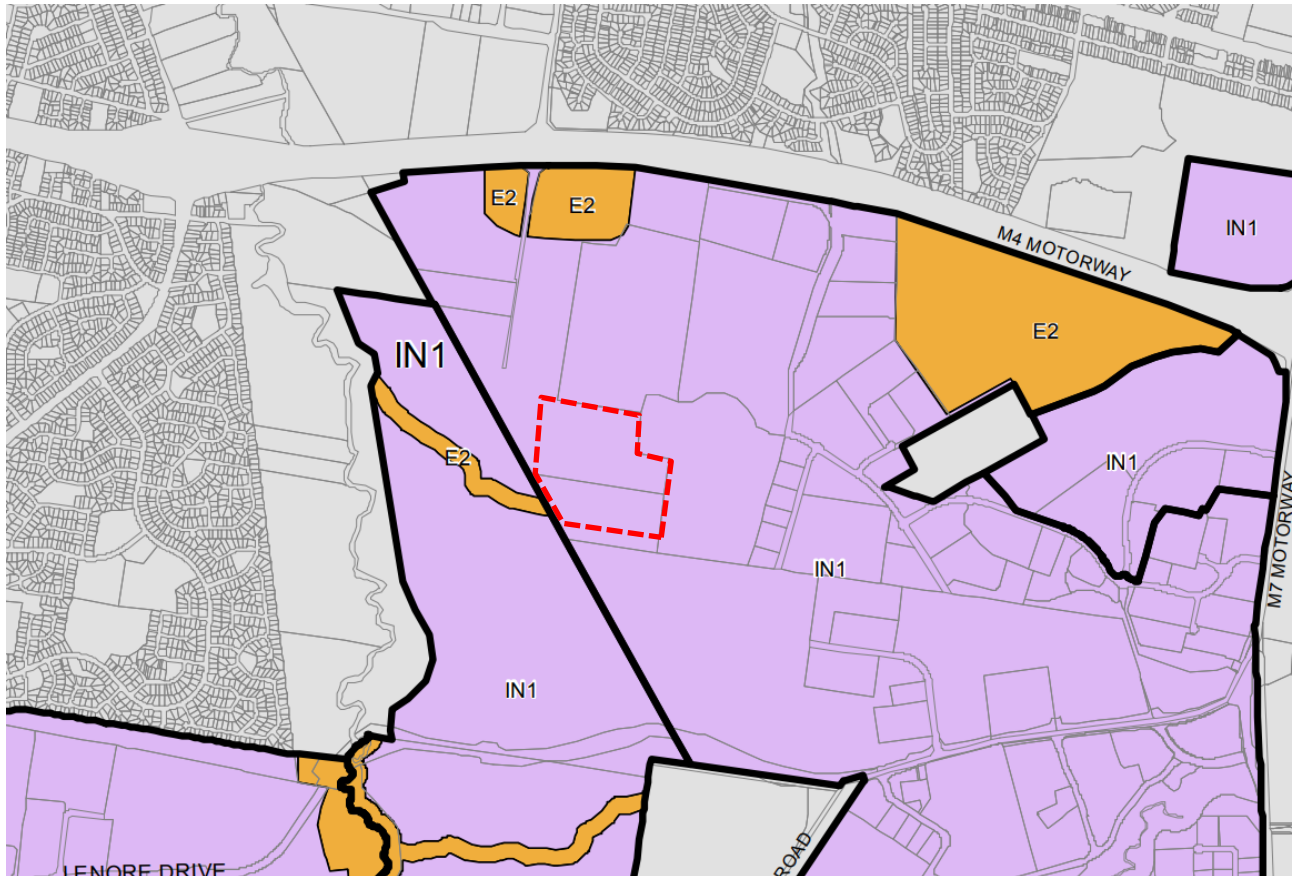 E2
E2
IN1
M4 MOTORWAY
E2
IN1
E2
IN1
M7 MOTORWAY
IN1
IN1
LENORE DRIVE
ROAD